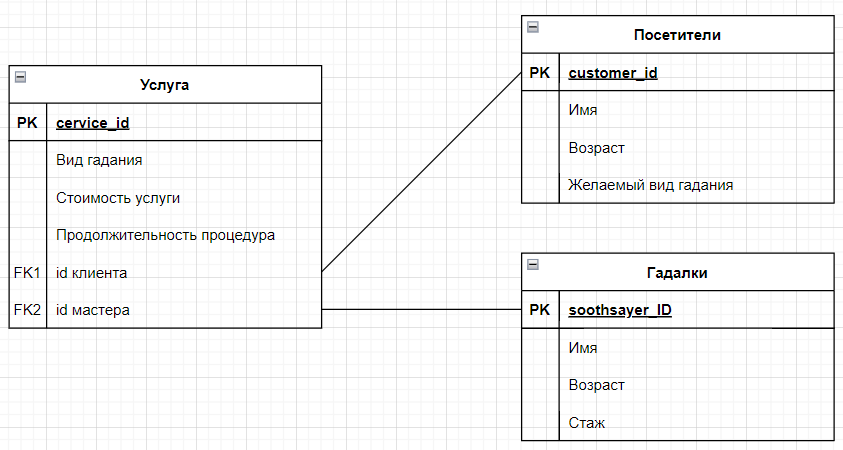 Услуга
PK cervice_id
Вид гадания
Стоимость услуги
Продолжительность процедура
FK1 id клиента
FK2 id мастера
Посетители
PK customer_id
Имя
Возраст
Желаемый вид гадания
Гадалки
PK soothsayer_ID
Имя
Возраст
Стаж